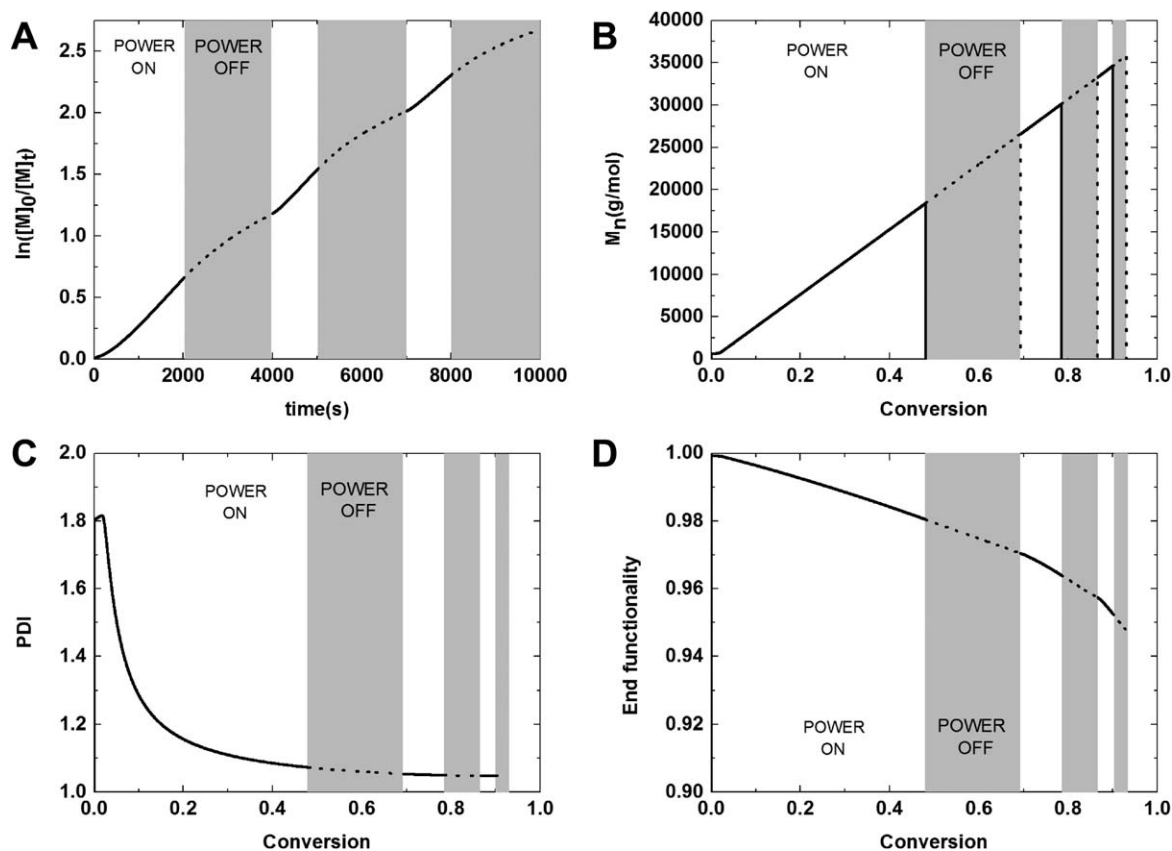 A
POWER
ON
POWER
OFF
2.5
2.0
1.5
1.0
0.5
0.0
ln([M]0/[M]t)
0 2000 4000 6000 8000 10000
time(s)
B
POWER
ON
POWER
OFF
40000
35000
30000
25000
20000
15000
10000
5000
0
Mn(g/mol)
0.0 0.2 0.4 0.6 0.8 1.0
Conversion
C
POWER
ON
POWER
OFF
2.0
1.8
1.6
1.4
1.2
1.0
PDI
0.0 0.2 0.4 0.6 0.8 1.0
Conversion
D
1.00
0.98
0.96
0.94
0.92
0.90
End functionality
POWER
ON
POWER
OFF
0.0 0.2 0.4 0.6 0.8 1.0
Conversion